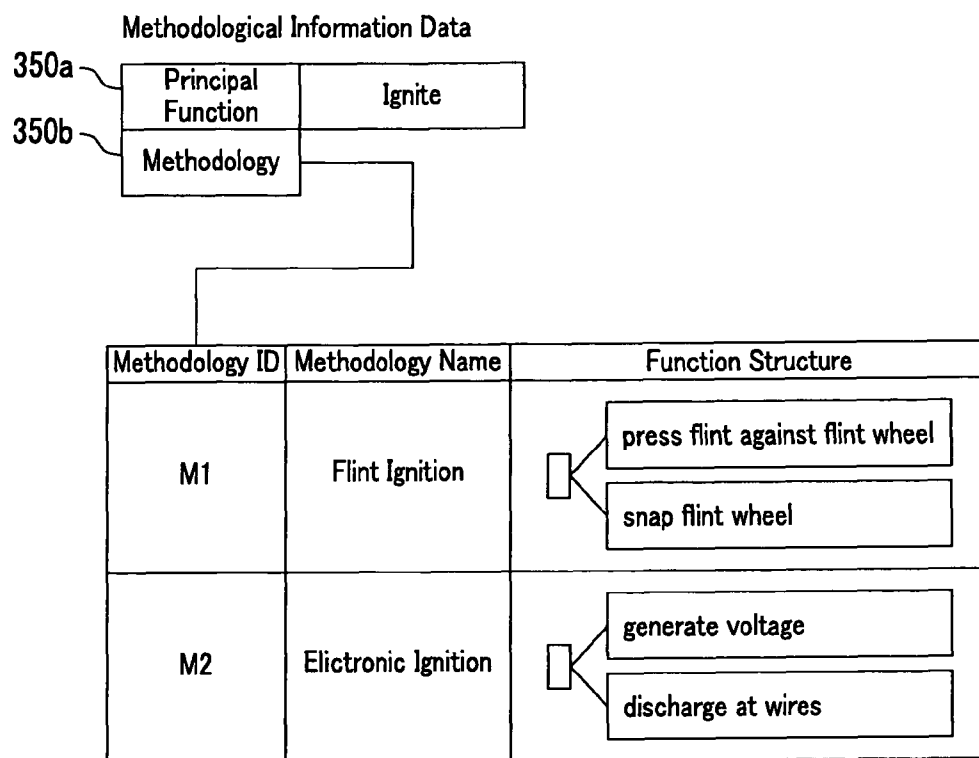 Methodological Information Data
350a
Principal
Function
Ignite
350b
Methodology
Methodology ID
Methodology Name
Function Structure
M1
Flint Ignition
press flint against flint wheel
snap flint wheel
M2
Elictronic Ignition
generate voltage
discharge at wires